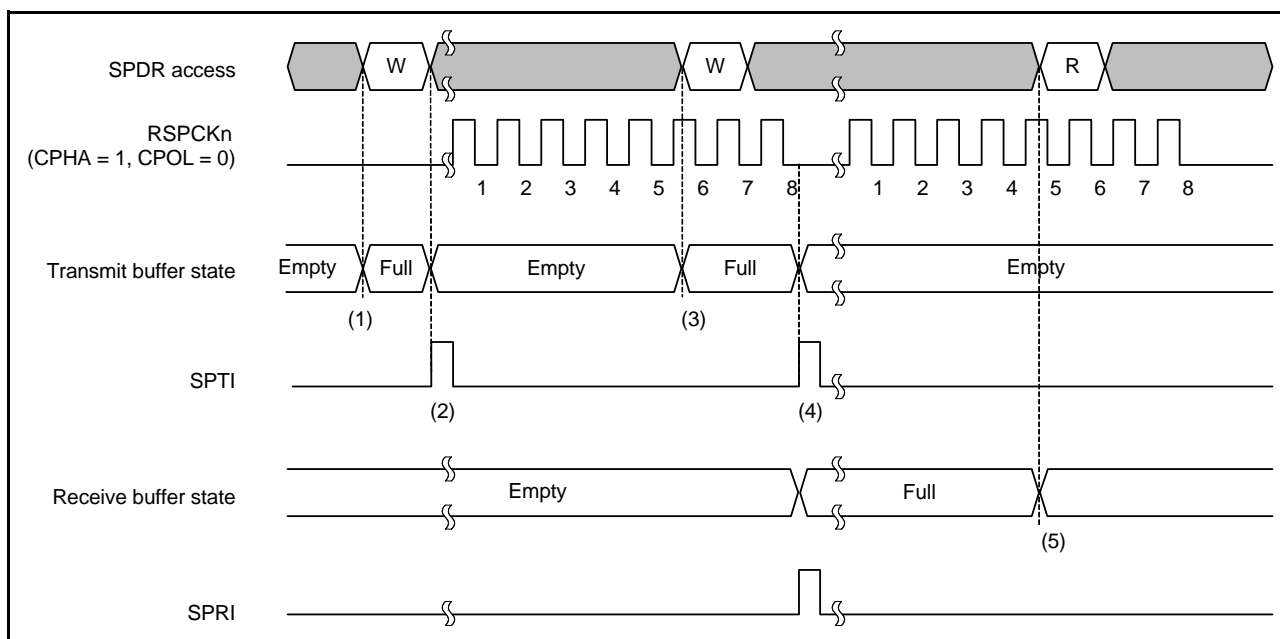 SPDR access
W
W
R
RSPCKn
(CPHA = 1, CPOL = 0)
1 2 3 4 5 6 7 8 1 2 3 4 5 6 7 8
Transmit buffer state
Empty Full Empty Full Empty
(1) (3)
SPTI
(2) (4)
Receive buffer state
Empty Full
(5)
SPRI